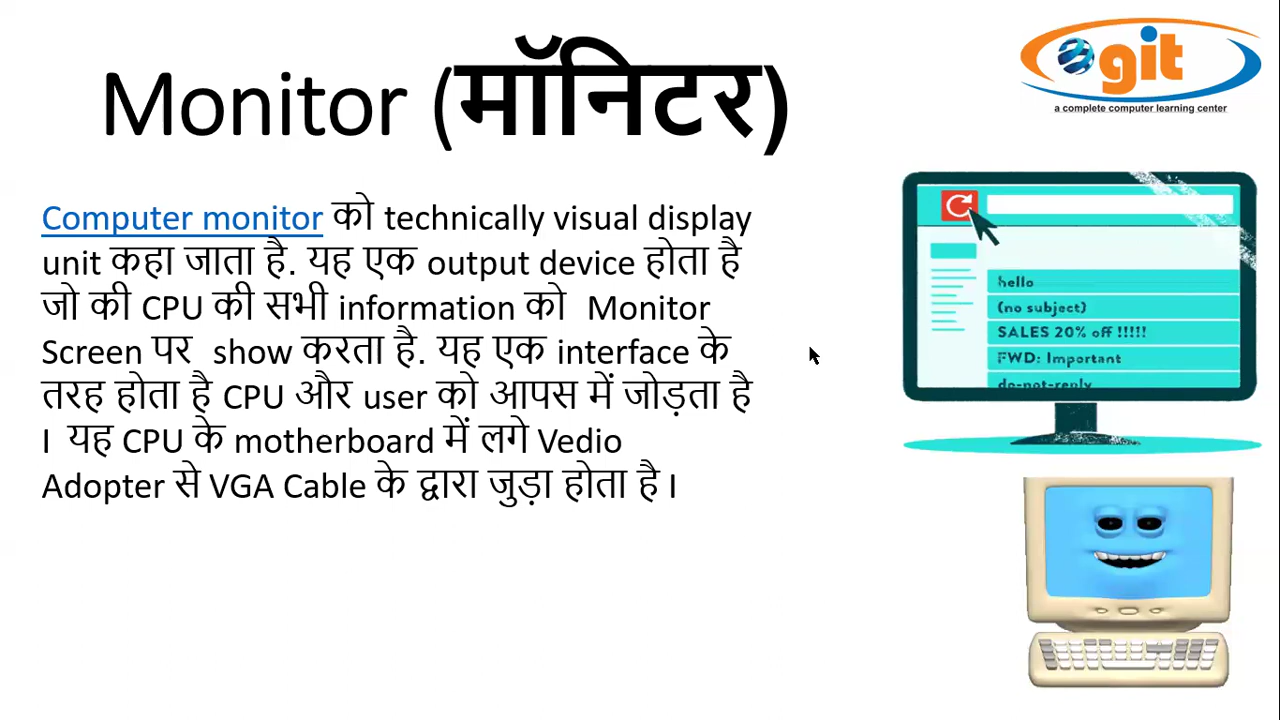 Monitor (मॉनिटर)
egit
a complete computer learning center
Computer monitor को technically visual display
unit कहा जाता है. यह एक output device होता है
जो की CPU की सभी information को Monitor
Screen पर show करता है. यह एक interface के
तरह होता है CPU और user को आपस में जोड़ता है
I यह CPU के motherboard में लगे Vedio
Adopter से VGA Cable के द्वारा जुड़ा होता है I
hello
(no subject)
SALES 20% off !!!!!
FWD: Important
do-not-reply